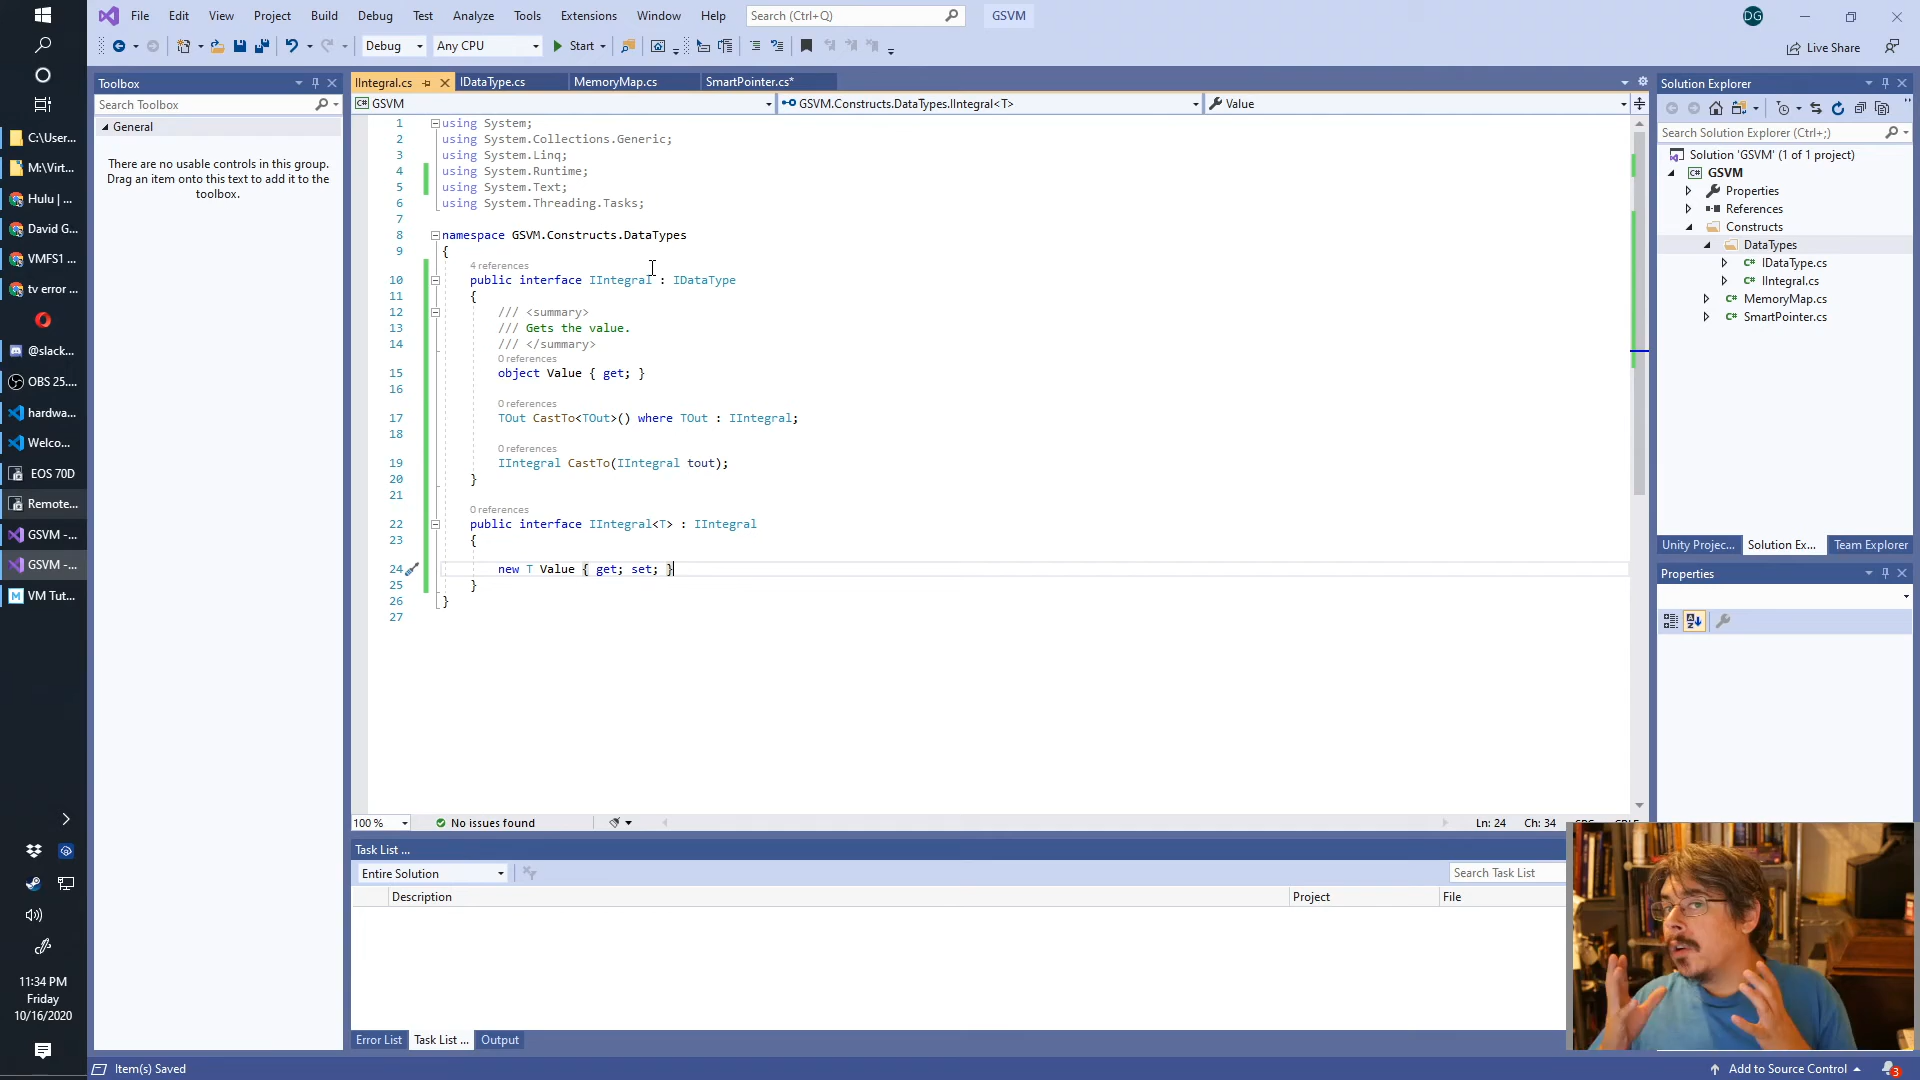 File Edit View Project Build Debug Test Analyze Tools Extensions Window Help Search (Ctrl+Q) GSVM DG
Debug Any CPU Start Live Share
Toolbox
Search Toolbox
General
There are no usable controls in this group.
Drag an item onto this text to add it to the
toolbox.
C:\User...
M:\Virt...
Hulu | ...
David G...
VMFS1 ...
tv error ...
@slack...
OBS 25....
hardwa...
Welco...
EOS 70D
Remote...
GSVM -...
GSVM -...
VM Tut...
11:34 PM
Friday
10/16/2020
IIntegral.cs IDataType.cs MemoryMap.cs SmartPointer.cs*
GSVM GSVM.Constructs.DataTypes.IIntegral<T> Value
1 using System;
2 using System.Collections.Generic;
3 using System.Linq;
4 using System.Runtime;
5 using System.Text;
6 using System.Threading.Tasks;
7
8 namespace GSVM.Constructs.DataTypes
9 {
4 references
10 public interface IIntegral : IDataType
11 {
12 /// <summary>
13 /// Gets the value.
14 /// </summary>
0 references
15 object Value { get; }
16
0 references
17 TOut CastTo<TOut>() where TOut : IIntegral;
18
0 references
19 IIntegral CastTo(IIntegral tout);
20 }
21
0 references
22 public interface IIntegral<T> : IIntegral
23 {
24 new T Value { get; set; }
25 }
26 }
27
100 % No issues found Ln: 24 Ch: 34
Task List ...
Entire Solution Search Task List
Description Project File
Error List Task List ... Output
Solution Explorer
Search Solution Explorer (Ctrl+;)
Solution 'GSVM' (1 of 1 project)
GSVM
Properties
References
Constructs
DataTypes
IDataType.cs
IIntegral.cs
MemoryMap.cs
SmartPointer.cs
Unity Projec... Solution Ex... Team Explorer
Properties
Item(s) Saved Add to Source Control 3